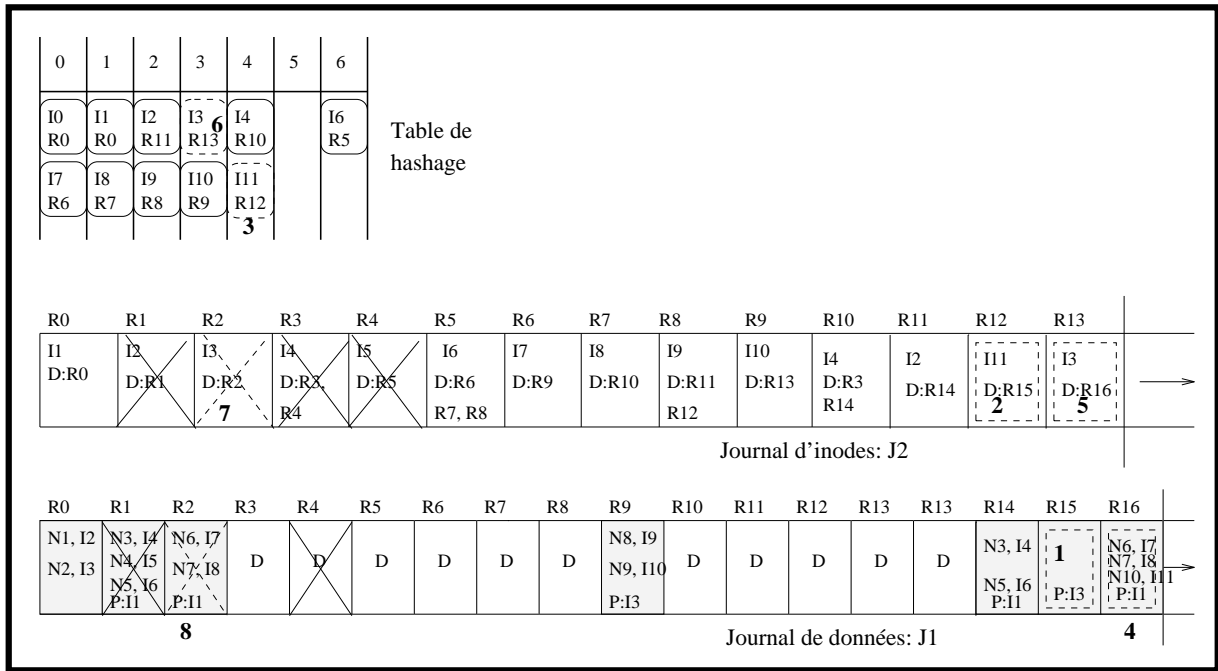 0 1 2 3 4 5 6
I0 I1 I2 I3 6 I4 I6
R0 R0 R11 R13 R10 R5
Table de
hashage
I7 I8 I9 I10 I11
R6 R7 R8 R9 R12
3
R0 R1 R2 R3 R4 R5 R6 R7 R8 R9 R10 R11 R12 R13
I1 I2 I3 I4 I5 I6 I7 I8 I9 I10 I4 I2 I11 I3
D:R0 D:R1 D:R2 D:R3, D:R5 D:R6 D:R9 D:R10 D:R11 D:R13 D:R3 D:R14 D:R15 D:R16
7 R4 R7, R8 R12 R14 2 5
Journal d'inodes: J2
R0 R1 R2 R3 R4 R5 R6 R7 R8 R9 R10 R11 R12 R13 R13 R14 R15 R16
N1, I2 N3, I4 N6, I7 N8, I9 N3, I4 1 N6, I7
N2, I3 N4, I5 N7, I8 D D D D D D N9, I10 D D D D D N7, I8
N5, I6 N5, I6 N10, I11
P:I1 P:I1 P:I3 P:I1 P:I3 P:I1
8 4
Journal de données: J1